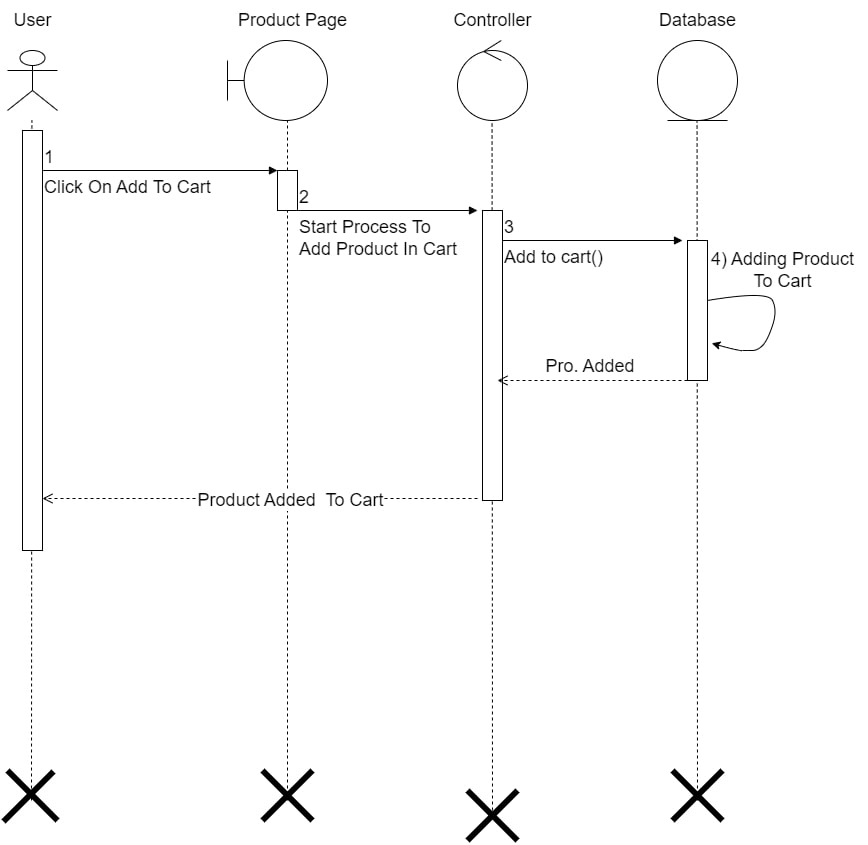 User
Product Page
Controller
Database
1
Click On Add To Cart
2
Start Process To
Add Product In Cart
3
Add to cart()
4) Adding Product
To Cart
Pro. Added
Product Added  To Cart